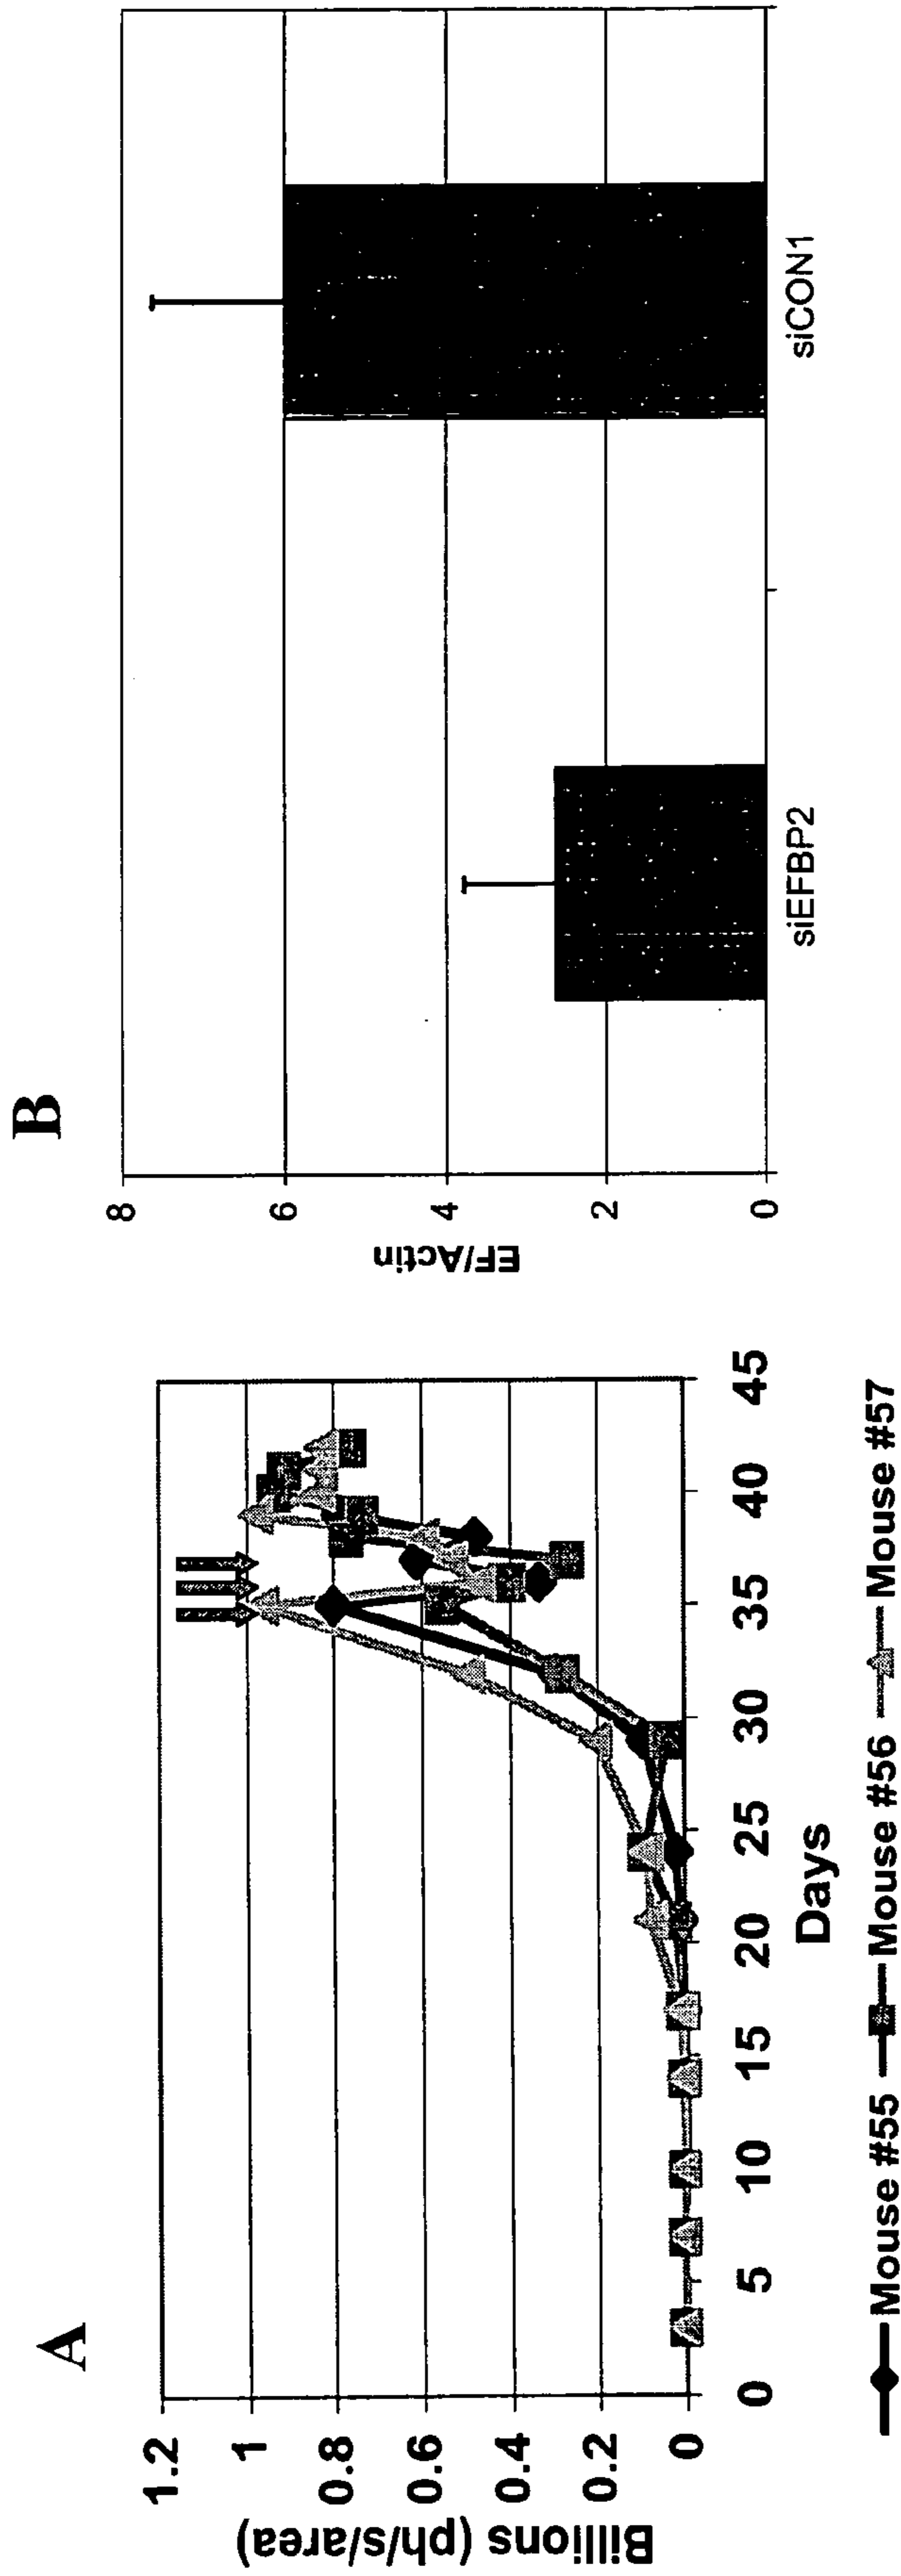 A
1.2
1
0.8
0.6
0.4
0.2
0
Billions (ph/s/area)
0 5 10 15 20 25 30 35 40 45
Days
Mouse #55 Mouse #56 Mouse #57
B
8
6
4
2
0
EF/Actin
siEFBP2 siCON1